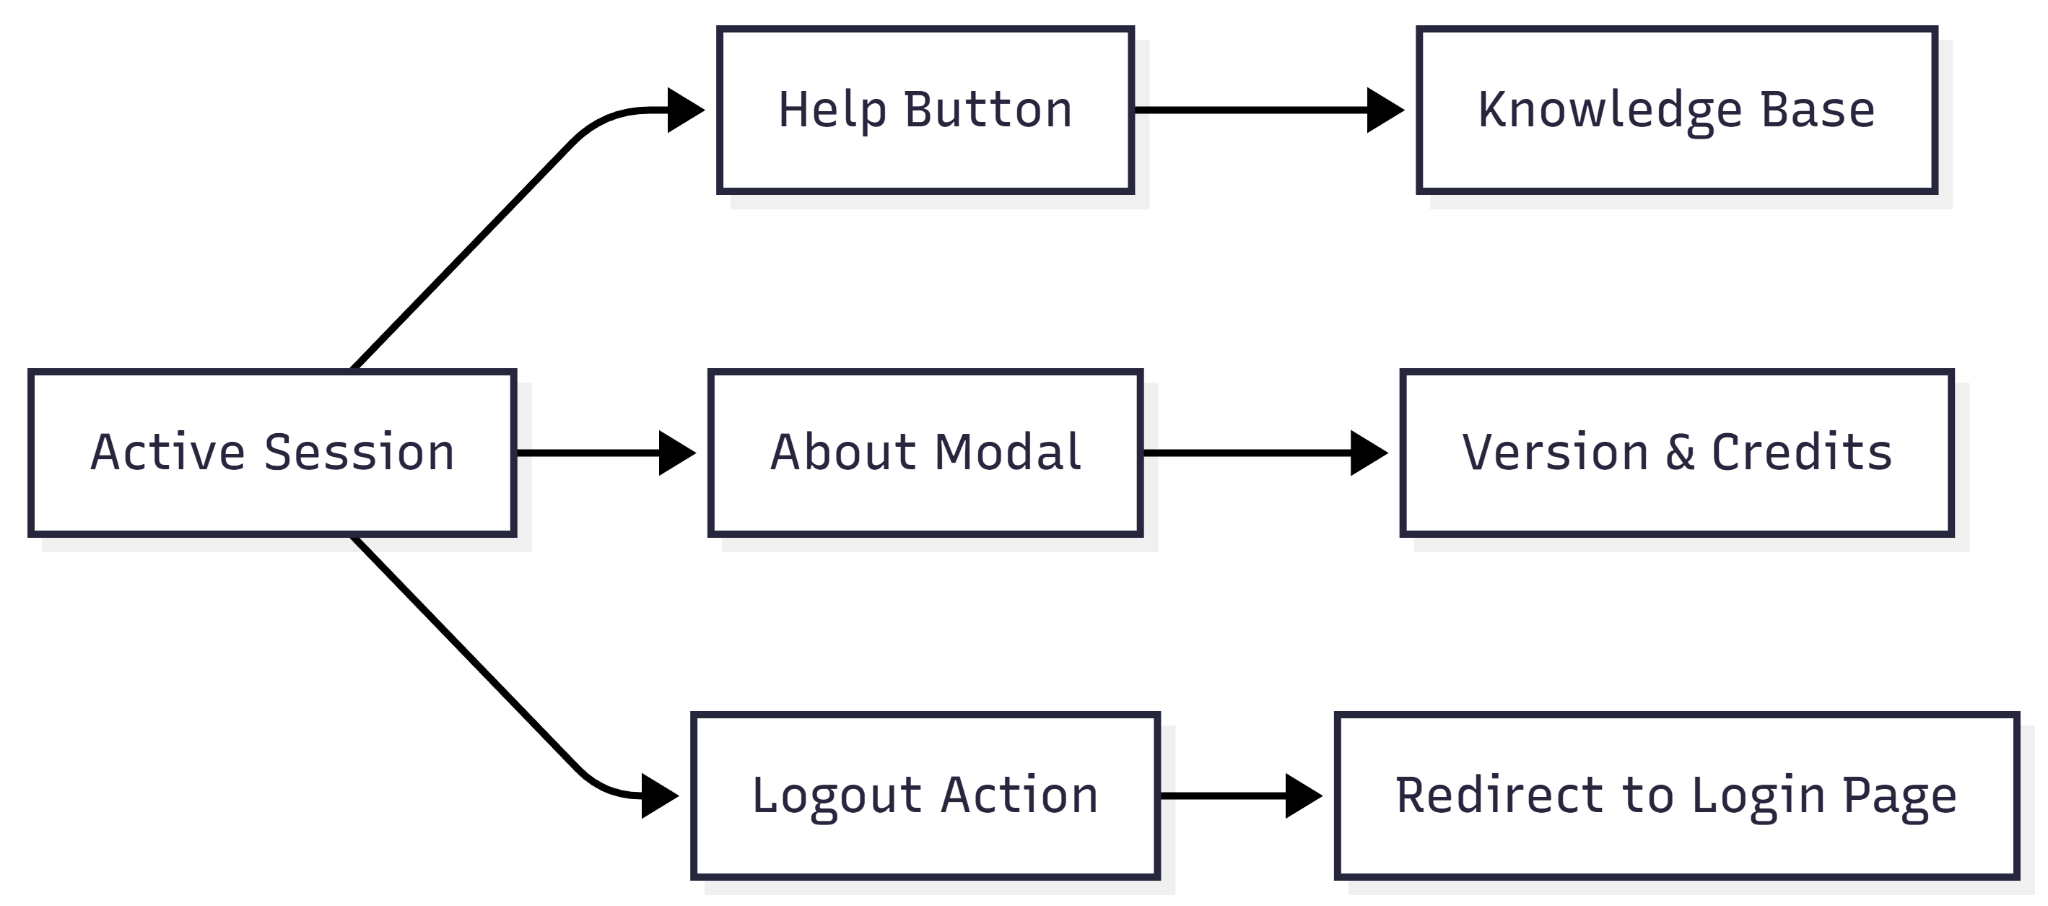 Help Button
Knowledge Base
Active Session
About Modal
Version & Credits
Logout Action
Redirect to Login Page